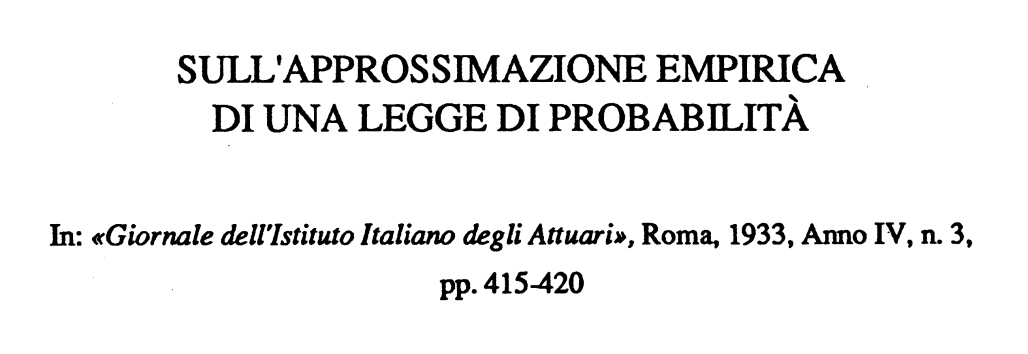 SULL'APPROSSIMAZIONE EMPIRICA
DI UNA LEGGE DI PROBABILITÀ
In: «Giornale dell'Istituto Italiano degli Attuari», Roma, 1933, Anno IV, n. 3,
pp. 415-420